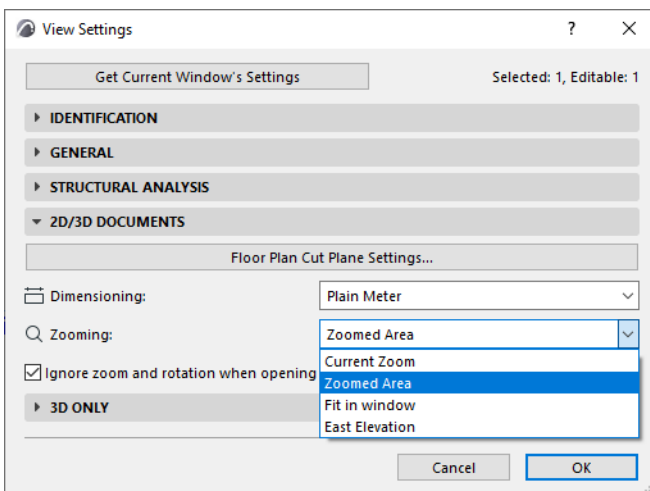 View Settings ?
Get Current Window's Settings Selected: 1, Editable: 1
IDENTIFICATION
GENERAL
STRUCTURAL ANALYSIS
2D/3D DOCUMENTS
Floor Plan Cut Plane Settings...
Dimensioning: Plain Meter
Zooming: Zoomed Area
Current Zoom
Ignore zoom and rotation when opening
Zoomed Area
Fit in window
3D ONLY
East Elevation
Cancel OK